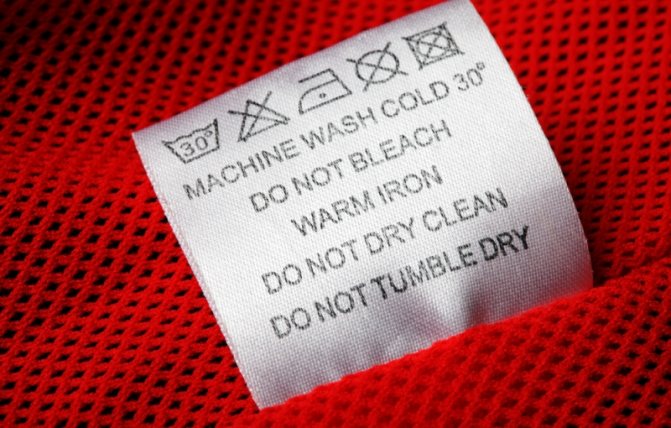 30°
MACHINE WASH COLD 30°
DO NOT BLEACH
WARM IRON
DO NOT DRY CLEAN
DO NOT TUMBLE DRY